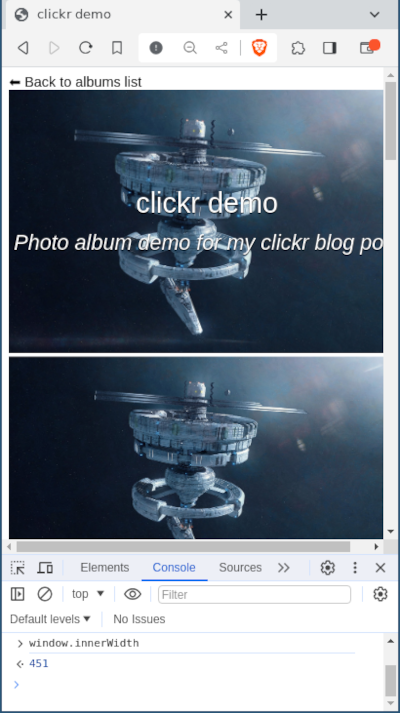 clickr demo
← Back to albums list
clickr demo
Photo album demo for my clickr blog po
Elements Console Sources
top Filter
Default levels No Issues
window.innerWidth
451